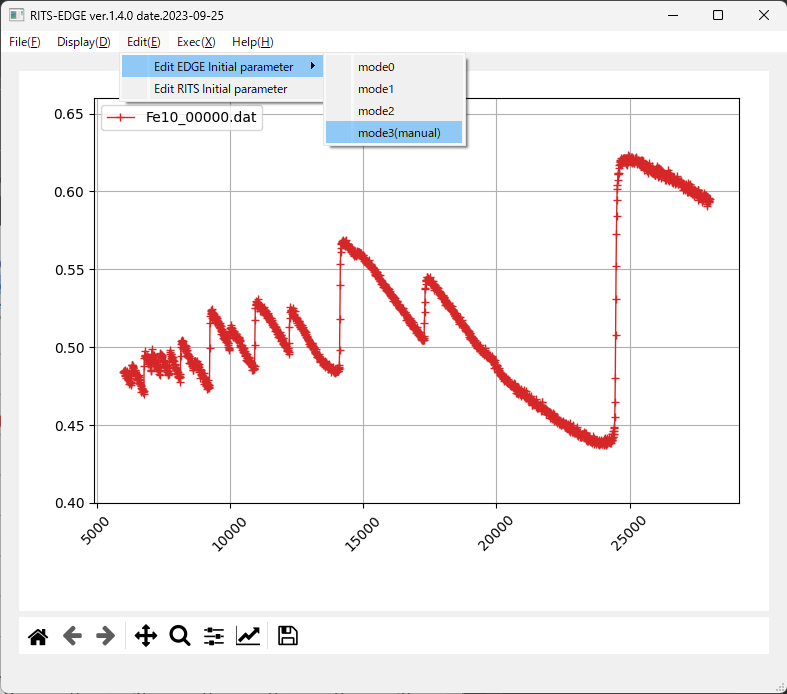 RITS-EDGE ver.1.4.0 date.2023-09-25
File(F) Display(D) Edit(E) Exec(X) Help(H)
Edit EDGE Initial parameter
Edit RITS Initial parameter
mode0
mode1
mode2
mode3(manual)
Fe10_00000.dat
0.65
0.60
0.55
0.50
0.45
0.40
5000 10000 15000 20000 25000